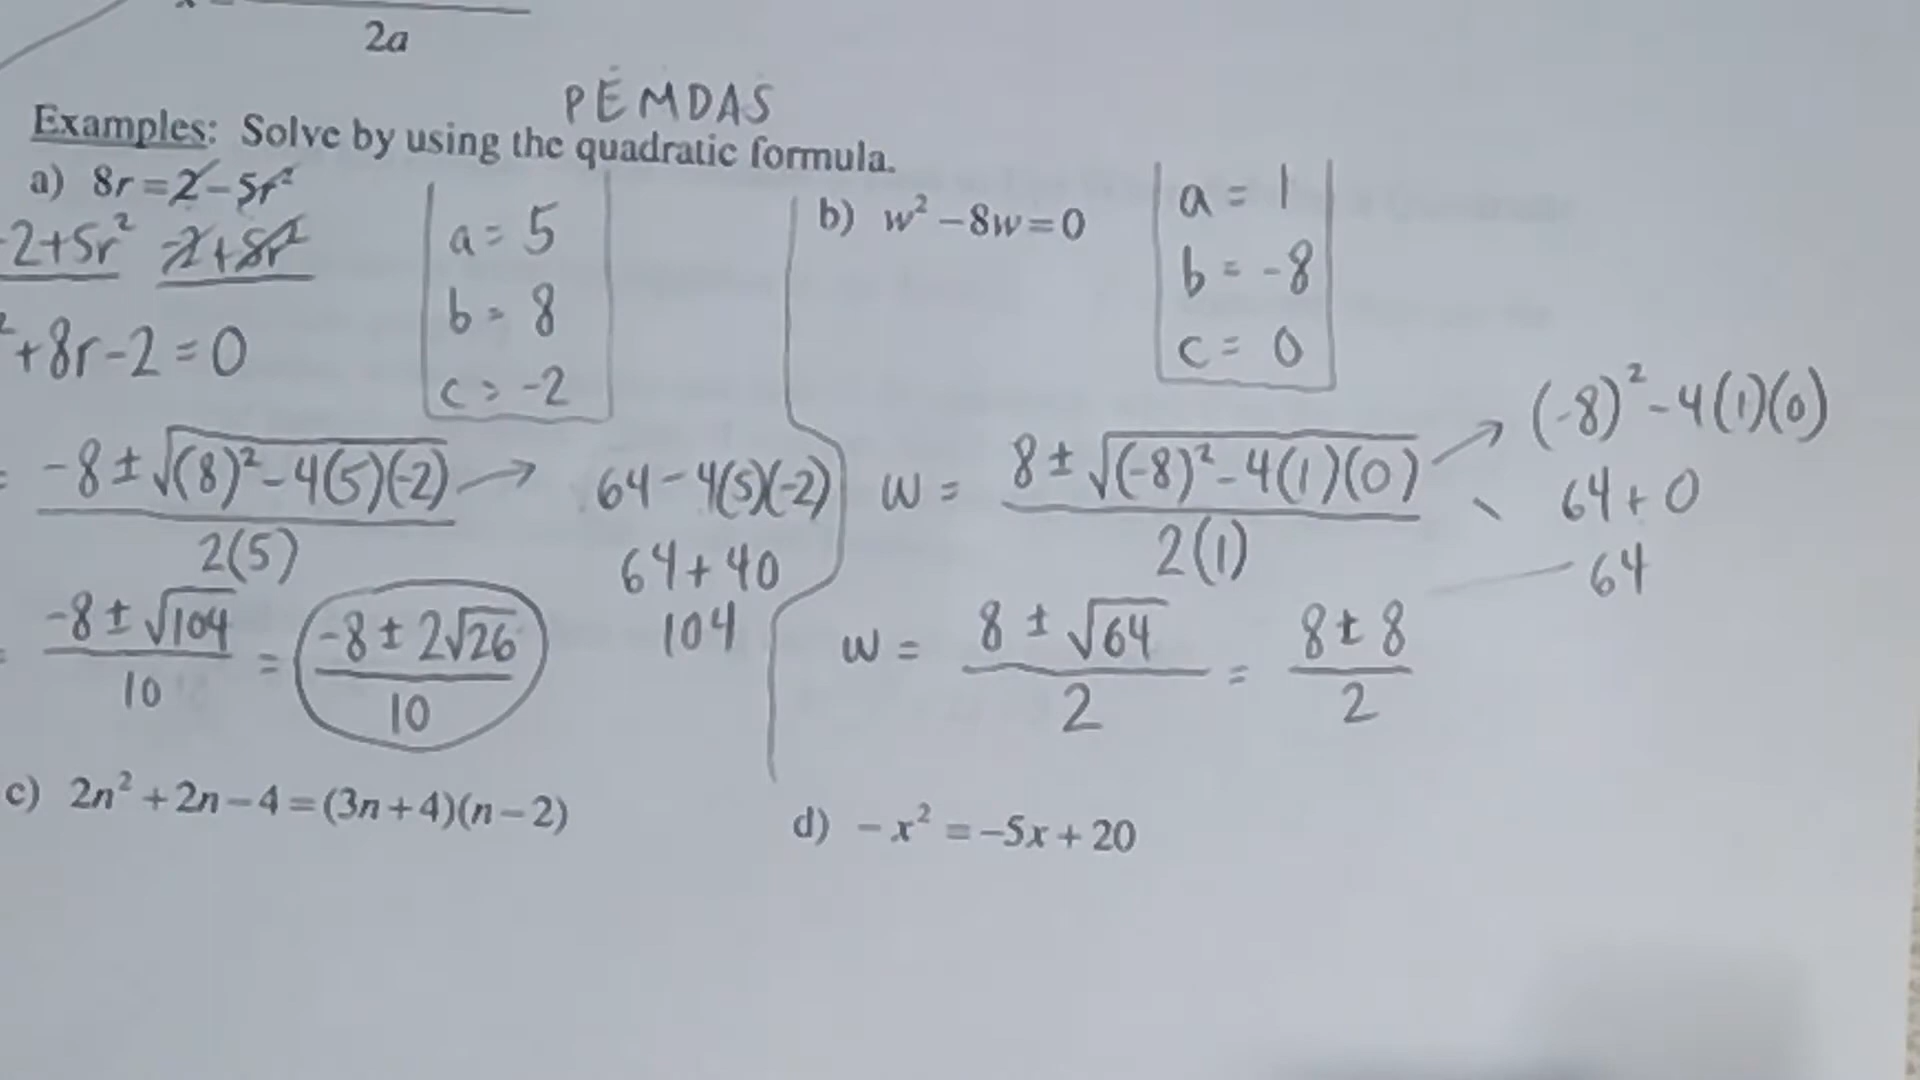 2a
PEMDAS
Examples: Solve by using the quadratic formula.
a) 8r = 2 - 5r²
-2+5r² -2+5r²
²+8r-2=0
a = 5
b = 8
c = -2
= -8 ± √(8)²-4(5)(-2) / 2(5)
64-4(5)(-2)
64+40
104
= -8 ± √104 / 10 = -8 ± 2√26 / 10
b) w² - 8w = 0
a = 1
b = -8
c = 0
w = 8 ± √(-8)²-4(1)(0) / 2(1)
(-8)²-4(1)(0)
64+0
64
w = 8 ± √64 / 2 = 8 ± 8 / 2
c) 2n² + 2n - 4 = (3n + 4)(n - 2)
d) -x² = -5x + 20